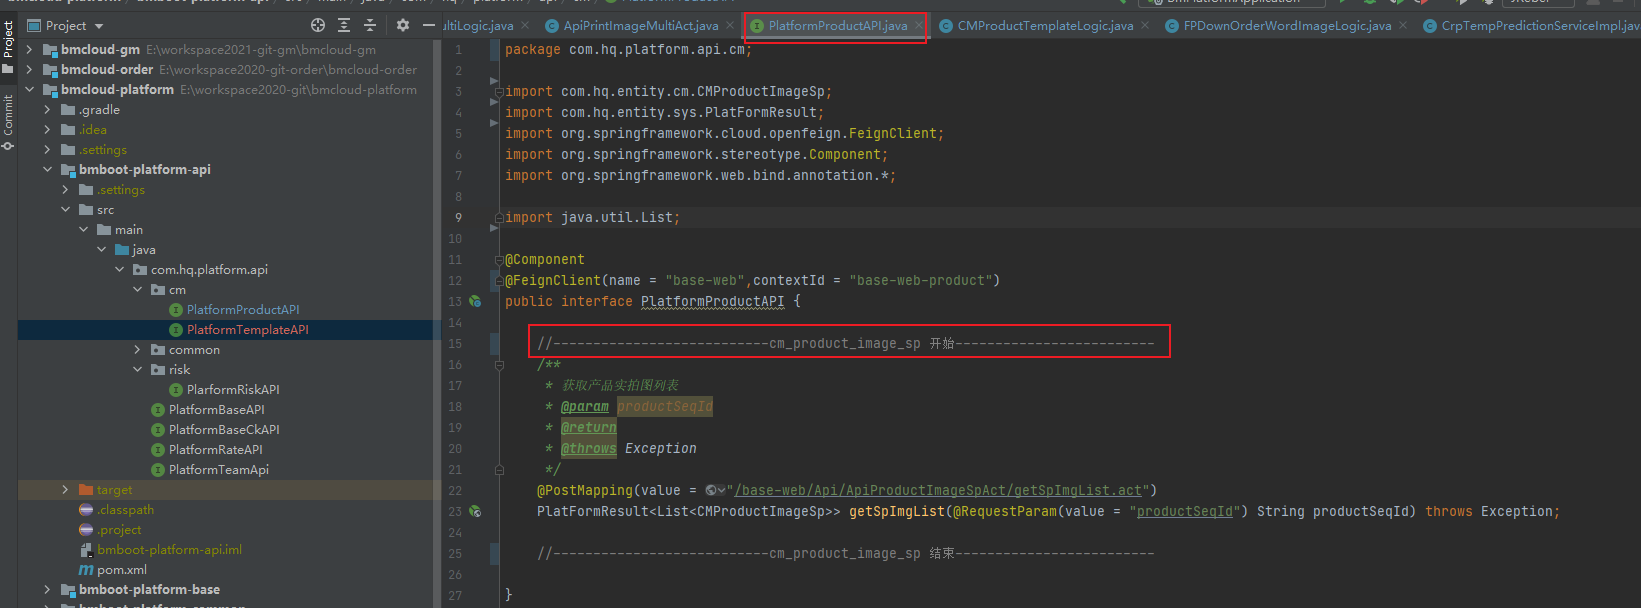 Project
ultiLogic.java
ApiPrintImageMultiAct.java
PlatformProductAPI.java
CMProductTemplateLogic.java
FPDownOrderWordImageLogic.java
CrpTempPredictionServiceImpl.jav
Project
Commit
bmcloud-gm E:\workspace2021-git-gm\bmcloud-gm
bmcloud-order E:\workspace2020-git-order\bmcloud-order
bmcloud-platform E:\workspace2020-git\bmcloud-platform
.gradle
.idea
.settings
bmboot-platform-api
.settings
src
main
java
com.hq.platform.api
cm
PlatformProductAPI
PlatformTemplateAPI
common
risk
PlarformRiskAPI
PlatformBaseAPI
PlatformBaseCkAPI
PlatformRateAPI
PlatformTeamApi
target
.classpath
.project
bmboot-platform-api.iml
pom.xml
bmboot-platform-base
1 package com.hq.platform.api.cm;
2
3 import com.hq.entity.cm.CMProductImageSp;
4 import com.hq.entity.sys.PlatFormResult;
5 import org.springframework.cloud.openfeign.FeignClient;
6 import org.springframework.stereotype.Component;
7 import org.springframework.web.bind.annotation.*;
8
9 import java.util.List;
10
11 @Component
12 @FeignClient(name = "base-web",contextId = "base-web-product")
13 public interface PlatformProductAPI {
14
15 //---------------------------cm_product_image_sp 开始-------------------------
16 /**
17 * 获取产品实拍图列表
18 * @param productSeqId
19 * @return
20 * @throws Exception
21 */
22 @PostMapping(value = "/base-web/Api/ApiProductImageSpAct/getSpImgList.act")
23 PlatFormResult<List<CMProductImageSp>> getSpImgList(@RequestParam(value = "productSeqId") String productSeqId) throws Exception;
24
25 //---------------------------cm_product_image_sp 结束-------------------------
26
27 }